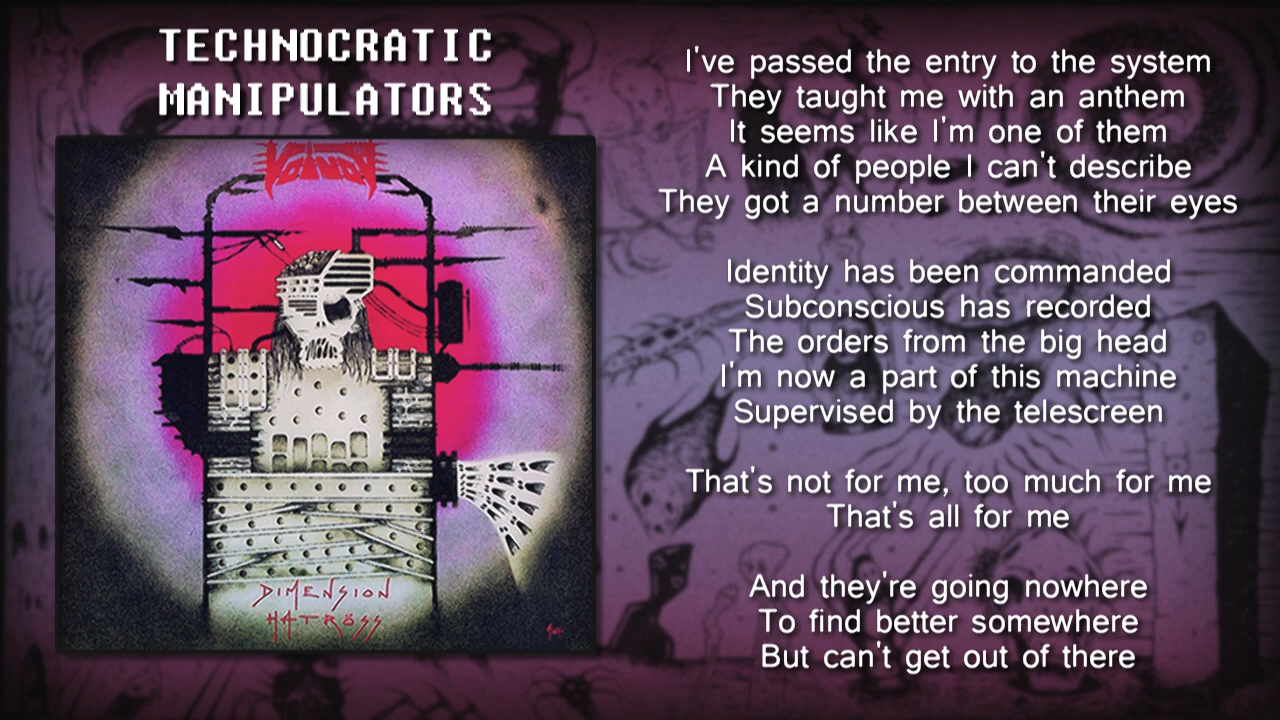 TECHNOCRATIC
MANIPULATORS
VOIVOD
DIMENSION
HATRÖSS
I've passed the entry to the system
They taught me with an anthem
It seems like I'm one of them
A kind of people I can't describe
They got a number between their eyes
Identity has been commanded
Subconscious has recorded
The orders from the big head
I'm now a part of this machine
Supervised by the telescreen
That's not for me, too much for me
That's all for me
And they're going nowhere
To find better somewhere
But can't get out of there